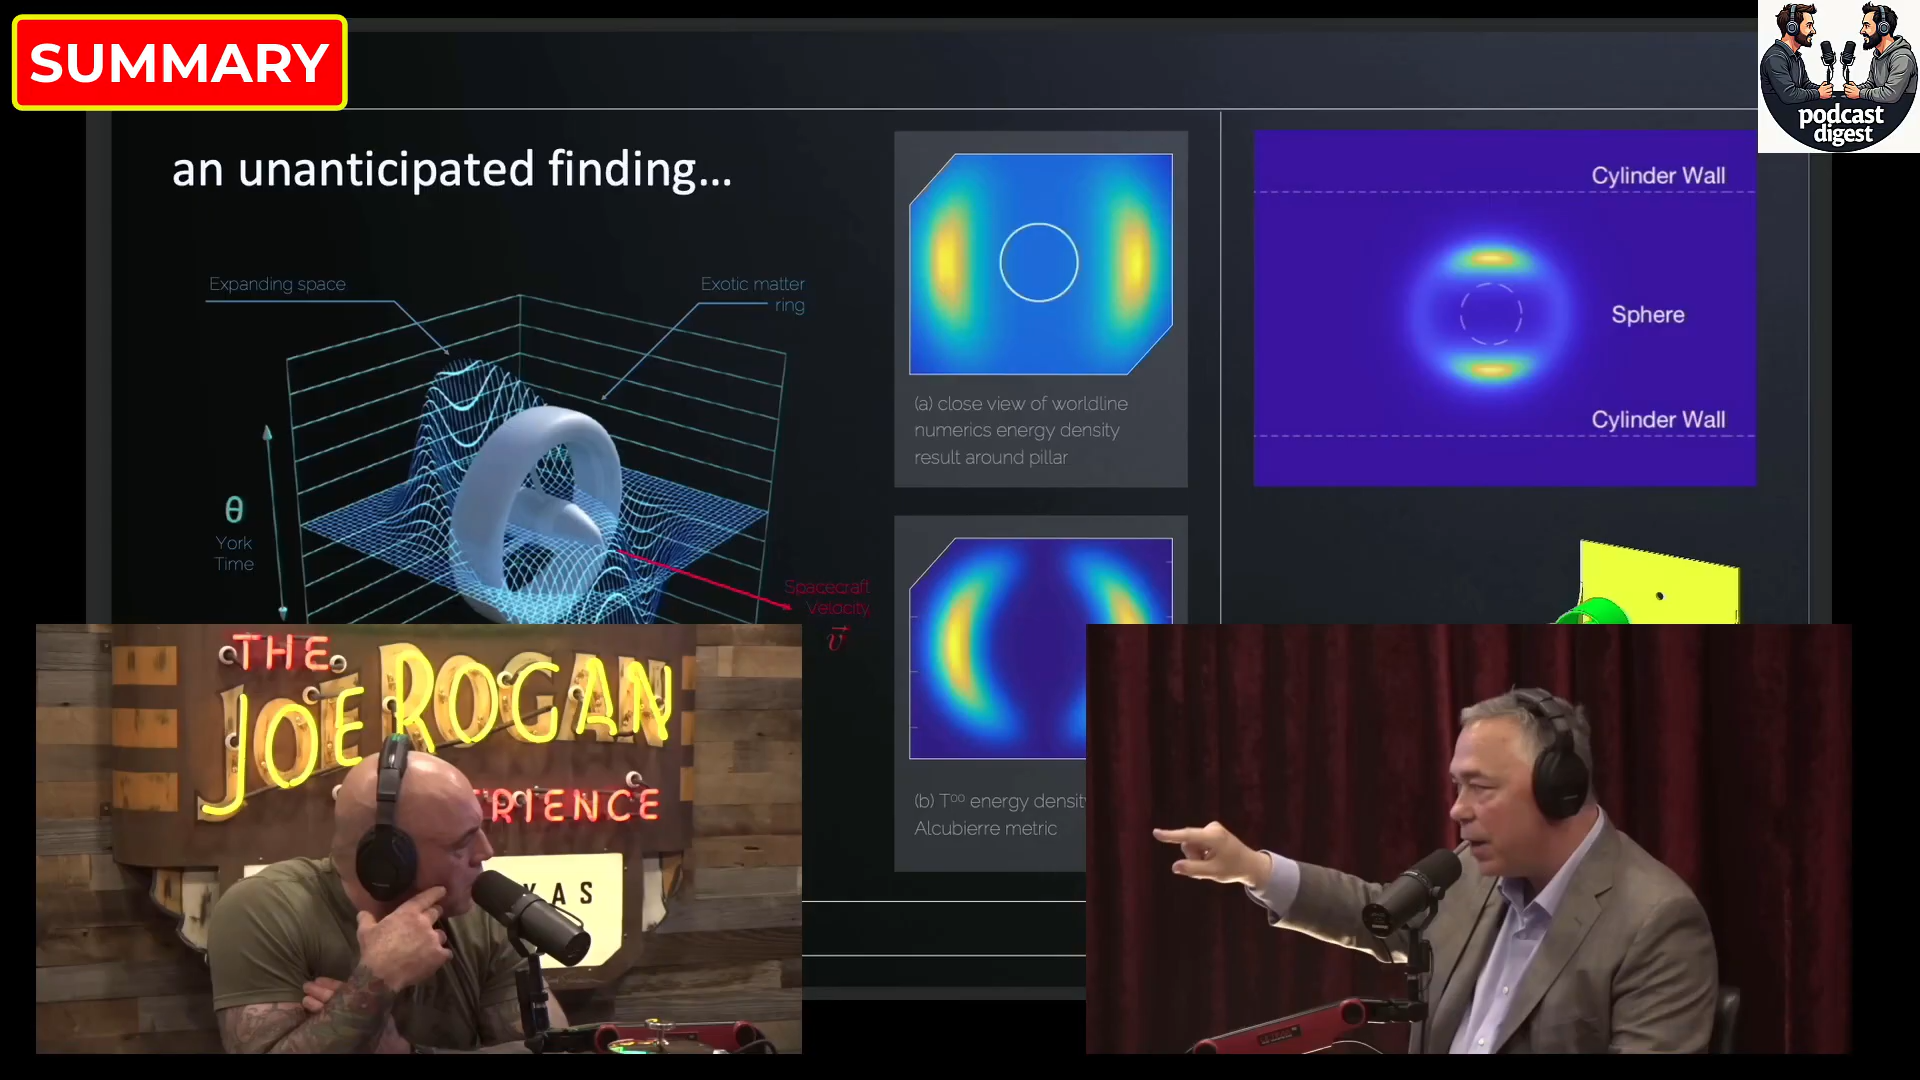 SUMMARY
podcast
digest
an unanticipated finding...
Expanding space
Exotic matter
ring
θ
York
Time
Spacecraft
Velocity
v⃗
(a) close view of worldline
numerics energy density
result around pillar
(b) T⁰⁰ energy density
Alcubierre metric
Cylinder Wall
Sphere
Cylinder Wall
THE
JOE ROGAN
RIENCE
XAS